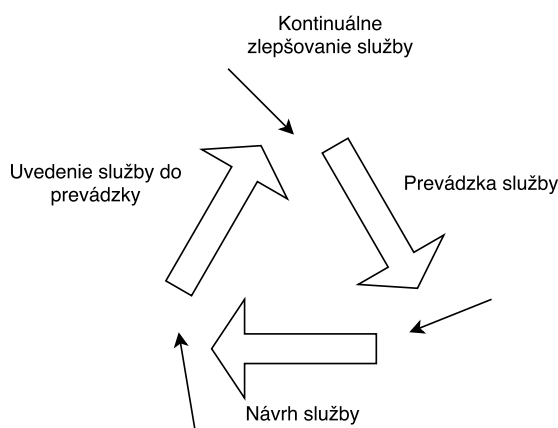 Kontinuálne
zlepšovanie služby
Uvedenie služby do
prevádzky
Prevádzka služby
Návrh služby